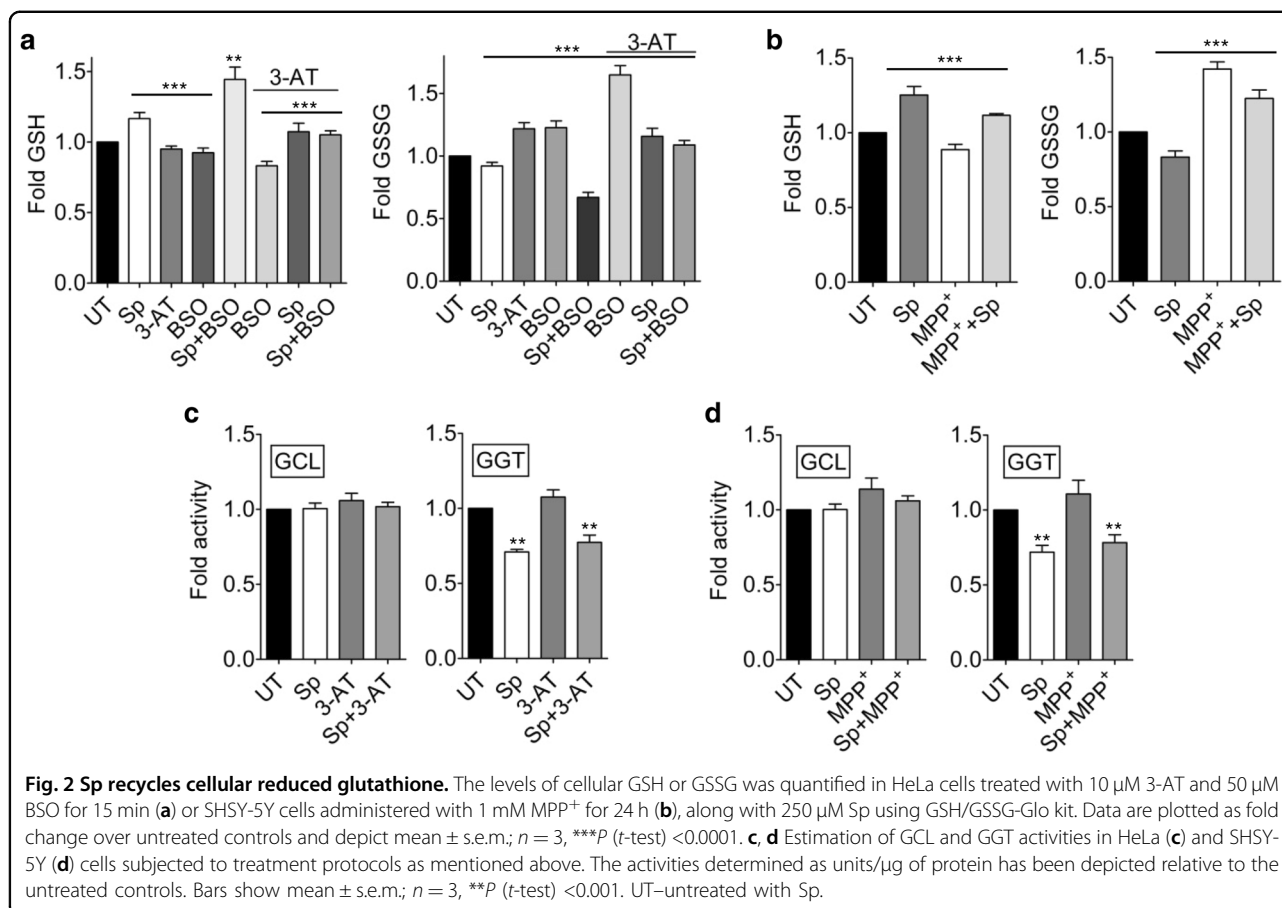 a
***
**
3-AT
***
Fold GSH
1.5
1.0
0.5
0.0
UT
Sp
3-AT
BSO
Sp+BSO
BSO
Sp
Sp+BSO
3-AT
***
Fold GSSG
1.5
1.0
0.5
0.0
UT
Sp
3-AT
BSO
Sp+BSO
BSO
Sp
Sp+BSO
b
***
Fold GSH
1.5
1.0
0.5
0.0
UT
Sp
MPP⁺
MPP⁺+Sp
***
Fold GSSG
1.5
1.0
0.5
0.0
UT
Sp
MPP⁺
MPP⁺+Sp
c
GCL
Fold activity
1.5
1.0
0.5
0.0
UT
Sp
3-AT
Sp+3-AT
GGT
**
**
1.5
1.0
0.5
0.0
UT
Sp
3-AT
Sp+3-AT
d
GCL
Fold activity
1.5
1.0
0.5
0.0
UT
Sp
MPP⁺
Sp+MPP⁺
GGT
**
**
1.5
1.0
0.5
0.0
UT
Sp
MPP⁺
Sp+MPP⁺
Fig. 2 Sp recycles cellular reduced glutathione. The levels of cellular GSH or GSSG was quantified in HeLa cells treated with 10 µM 3-AT and 50 µM
BSO for 15 min (a) or SHSY-5Y cells administered with 1 mM MPP⁺ for 24 h (b), along with 250 µM Sp using GSH/GSSG-Glo kit. Data are plotted as fold
change over untreated controls and depict mean ± s.e.m.; n = 3, ***P (t-test) <0.0001. c, d Estimation of GCL and GGT activities in HeLa (c) and SHSY-
5Y (d) cells subjected to treatment protocols as mentioned above. The activities determined as units/µg of protein has been depicted relative to the
untreated controls. Bars show mean ± s.e.m.; n = 3, **P (t-test) <0.001. UT–untreated with Sp.